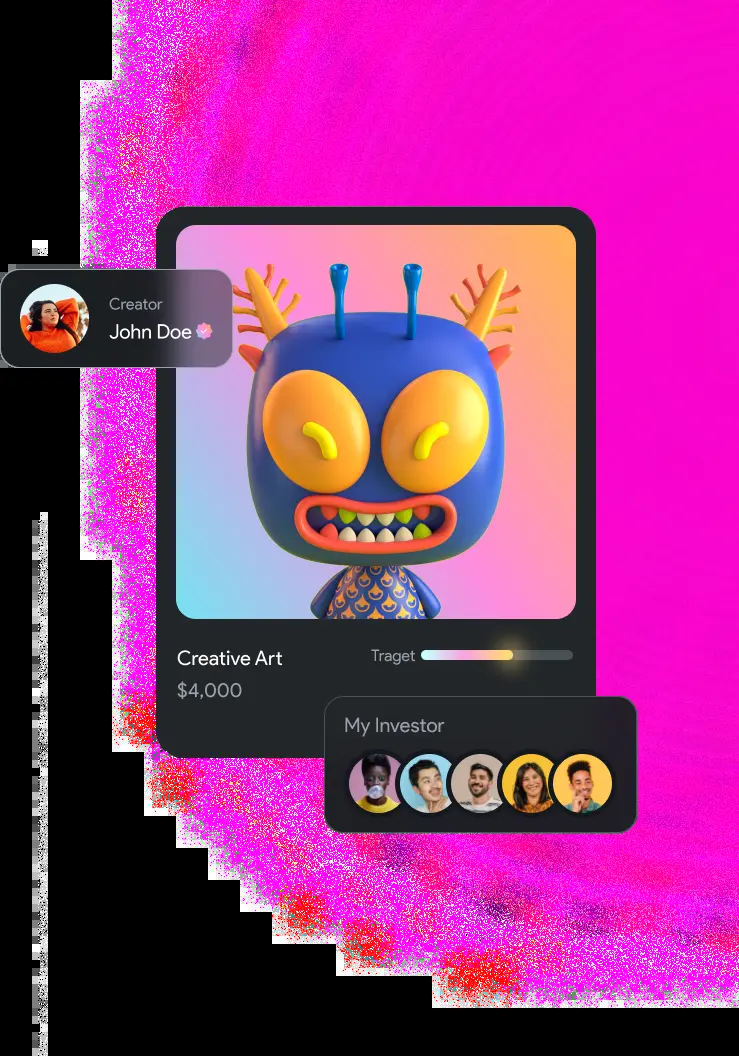 Creator
John Doe
Creative Art
Traget
$4,000
My Investor